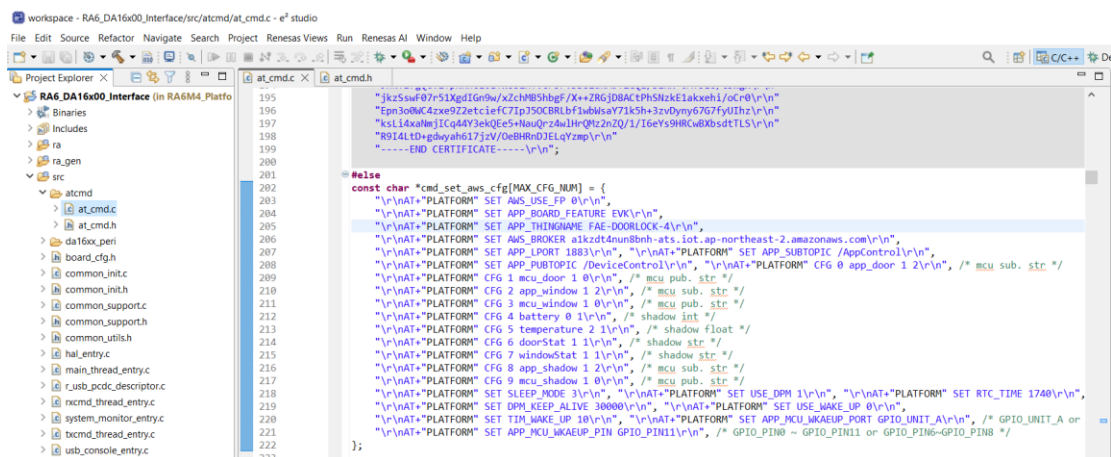 workspace - RA6_DA16x00_Interface/src/atcmd/at_cmd.c - e² studio
File Edit Source Refactor Navigate Search Project Renesas Views Run Renesas AI Window Help
C/C++ De
Project Explorer
at_cmd.c at_cmd.h
RA6_DA16x00_Interface (in RA6M4_Platfo
Binaries
Includes
ra
ra_gen
src
atcmd
at_cmd.c
at_cmd.h
da16xx_peri
board_cfg.h
common_init.c
common_init.h
common_support.c
common_support.h
common_utils.h
hal_entry.c
main_thread_entry.c
r_usb_pcdc_descriptor.c
rxcmd_thread_entry.c
system_monitor_entry.c
txcmd_thread_entry.c
usb_console_entry.c
195 "jkzSswF07r51XgdIGn9w/xZchMB5hbgF/X++ZRGjD8ACtPhSNzkE1akxehi/oCr0\r\n"
196 "Epn3o0WC4zxe9Z2etciefC7IpJ5OCBRLbf1wbWsaY71k5h+3zvDyny67G7fyUIhz\r\n"
197 "ksLi4xaNmjICq44Y3ekQEe5+NauQrz4wlHrQMz2nZQ/1/I6eYs9HRCwBXbsdtTLS\r\n"
198 "R9I4LtD+gdwyah617jzV/OeBHRnDJELqYzmp\r\n"
199 "-----END CERTIFICATE-----\r\n";
200
201 #else
202 const char *cmd_set_aws_cfg[MAX_CFG_NUM] = {
203 "\r\nAT+"PLATFORM" SET AWS_USE_FP 0\r\n",
204 "\r\nAT+"PLATFORM" SET APP_BOARD_FEATURE EVK\r\n",
205 "\r\nAT+"PLATFORM" SET APP_THINGNAME FAE-DOORLOCK-4\r\n",
206 "\r\nAT+"PLATFORM" SET AWS_BROKER a1kzdt4nun8bnh-ats.iot.ap-northeast-2.amazonaws.com\r\n",
207 "\r\nAT+"PLATFORM" SET APP_LPORT 1883\r\n", "\r\nAT+"PLATFORM" SET APP_SUBTOPIC /AppControl\r\n",
208 "\r\nAT+"PLATFORM" SET APP_PUBTOPIC /DeviceControl\r\n", "\r\nAT+"PLATFORM" CFG 0 app_door 1 2\r\n", /* mcu sub. str */
209 "\r\nAT+"PLATFORM" CFG 1 mcu_door 1 0\r\n", /* mcu pub. str */
210 "\r\nAT+"PLATFORM" CFG 2 app_window 1 2\r\n", /* mcu sub. str */
211 "\r\nAT+"PLATFORM" CFG 3 mcu_window 1 0\r\n", /* mcu pub. str */
212 "\r\nAT+"PLATFORM" CFG 4 battery 0 1\r\n", /* shadow int */
213 "\r\nAT+"PLATFORM" CFG 5 temperature 2 1\r\n", /* shadow float */
214 "\r\nAT+"PLATFORM" CFG 6 doorStat 1 1\r\n", /* shadow str */
215 "\r\nAT+"PLATFORM" CFG 7 windowStat 1 1\r\n", /* shadow str */
216 "\r\nAT+"PLATFORM" CFG 8 app_shadow 1 2\r\n", /* mcu sub. str */
217 "\r\nAT+"PLATFORM" CFG 9 mcu_shadow 1 0\r\n", /* mcu pub. str */
218 "\r\nAT+"PLATFORM" SET SLEEP_MODE 3\r\n", "\r\nAT+"PLATFORM" SET USE_DPM 1\r\n", "\r\nAT+"PLATFORM" SET RTC_TIME 1740\r\n",
219 "\r\nAT+"PLATFORM" SET DPM_KEEP_ALIVE 30000\r\n", "\r\nAT+"PLATFORM" SET USE_WAKE_UP 0\r\n",
220 "\r\nAT+"PLATFORM" SET TIM_WAKE_UP 10\r\n", "\r\nAT+"PLATFORM" SET APP_MCU_WKAEUP_PORT GPIO_UNIT_A\r\n", /* GPIO_UNIT_A or
221 "\r\nAT+"PLATFORM" SET APP_MCU_WKAEUP_PIN GPIO_PIN11\r\n", /* GPIO_PIN0 ~ GPIO_PIN11 or GPIO_PIN6~GPIO_PIN8 */
222 };